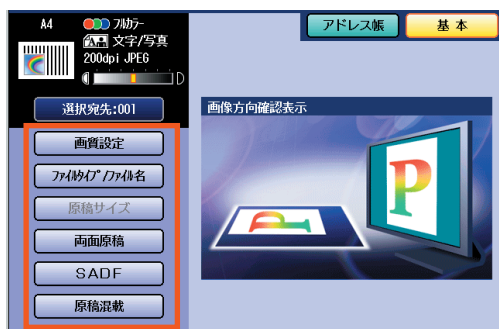 A4
フルカラー
文字/写真
200dpi JPEG
D
選択宛先:001
画質設定
ファイルタイプ/ファイル名
原稿サイズ
両面原稿
SADF
原稿混載
アドレス帳
基本
画像方向確認表示
P
P